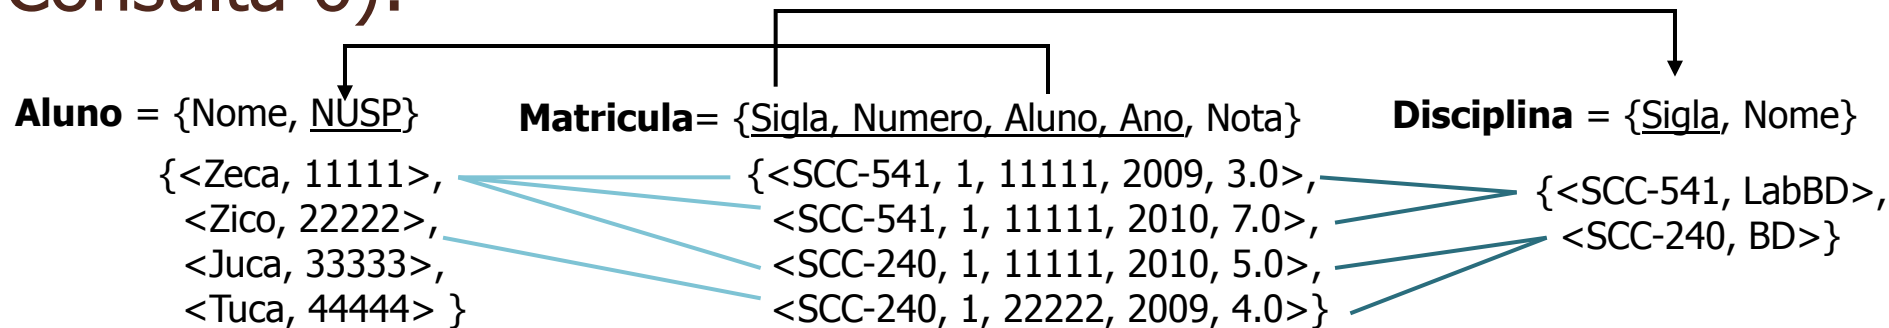 Consulta 6):
Aluno = {Nome, NUSP}
{<Zeca, 11111>,
<Zico, 22222>,
<Juca, 33333>,
<Tuca, 44444> }
Matricula= {Sigla, Numero, Aluno, Ano, Nota}
{<SCC-541, 1, 11111, 2009, 3.0>,
<SCC-541, 1, 11111, 2010, 7.0>,
<SCC-240, 1, 11111, 2010, 5.0>,
<SCC-240, 1, 22222, 2009, 4.0>}
Disciplina = {Sigla, Nome}
{<SCC-541, LabBD>,
<SCC-240, BD>}